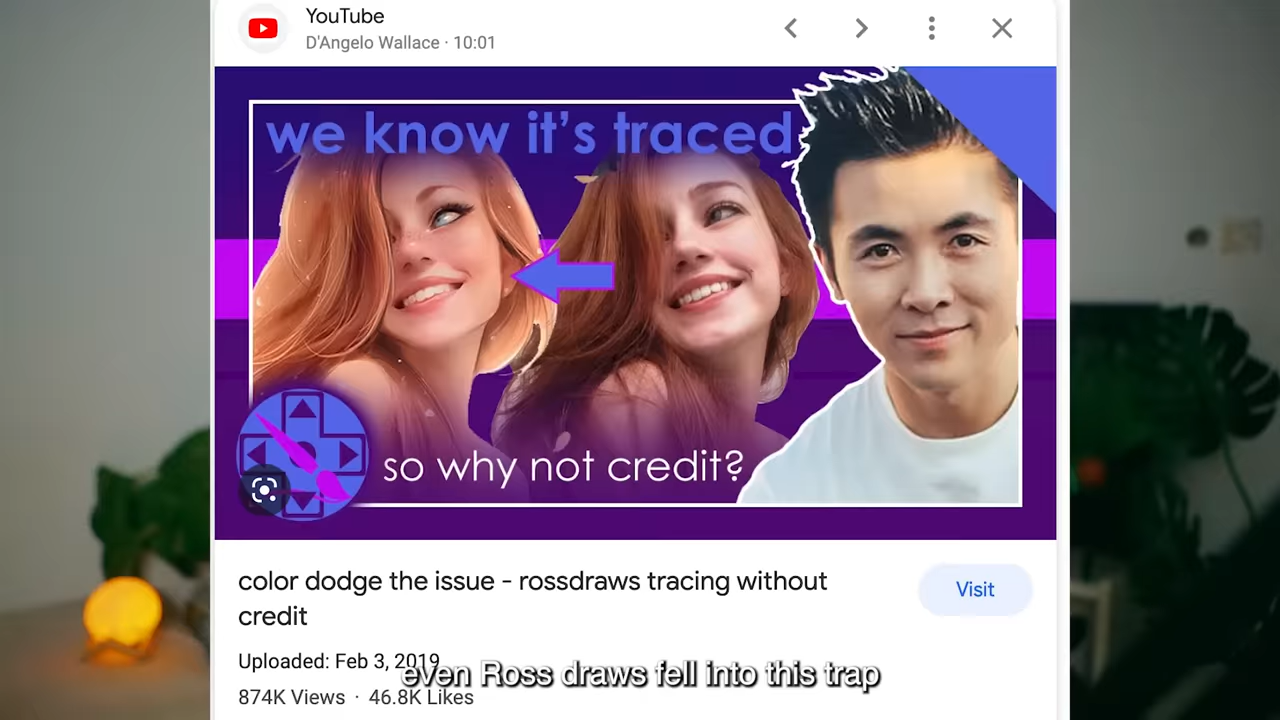 YouTube
D'Angelo Wallace · 10:01
we know it's traced
so why not credit?
color dodge the issue - rossdraws tracing without
credit
Visit
Uploaded: Feb 3, 2019
even Ross draws fell into this trap
874K Views · 46.8K Likes